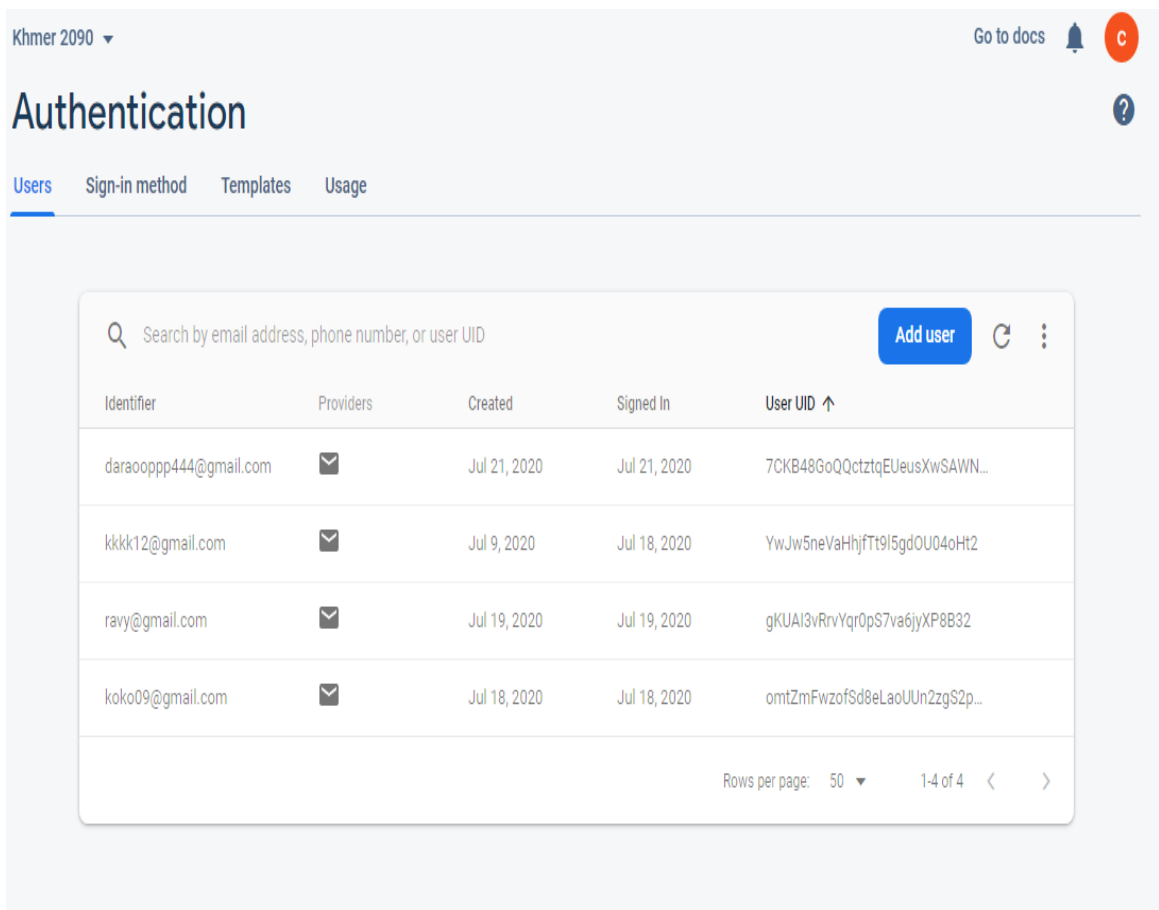 Khmer 2090 Go to docs C
Authentication
Users Sign-in method Templates Usage
Search by email address, phone number, or user UID Add user
Identifier Providers Created Signed In User UID
daraooppp444@gmail.com Jul 21, 2020 Jul 21, 2020 7CKB48GoQQctztqEUeusXwSAWN...
kkkk12@gmail.com Jul 9, 2020 Jul 18, 2020 YwJw5neVaHhjfTt9l5gdOU04oHt2
ravy@gmail.com Jul 19, 2020 Jul 19, 2020 gKUAI3vRrvYqr0pS7va6jyXP8B32
koko09@gmail.com Jul 18, 2020 Jul 18, 2020 omtZmFwzofSd8eLaoUUn2zgS2p...
Rows per page: 50 1-4 of 4